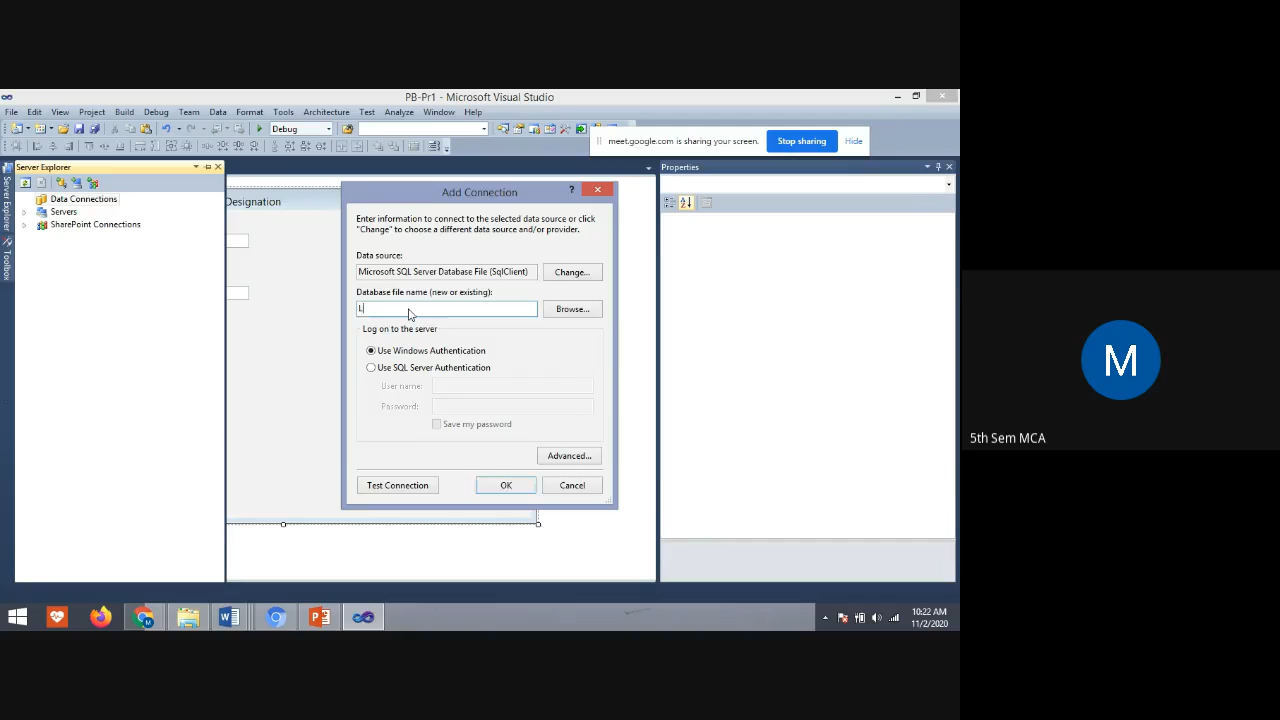 PB-Pr1 - Microsoft Visual Studio
File Edit View Project Build Debug Team Data Format Tools Architecture Test Analyze Window Help
Debug
meet.google.com is sharing your screen. Stop sharing Hide
Server Explorer
Properties
Server Explorer
Toolbox
Data Connections
Servers
SharePoint Connections
Designation
Add Connection
?
Enter information to connect to the selected data source or click
"Change" to choose a different data source and/or provider.
Data source:
Microsoft SQL Server Database File (SqlClient) Change...
Database file name (new or existing):
L Browse...
Log on to the server
Use Windows Authentication
Use SQL Server Authentication
User name:
Password:
Save my password
Advanced...
Test Connection OK Cancel
M
5th Sem MCA
10:22 AM
11/2/2020